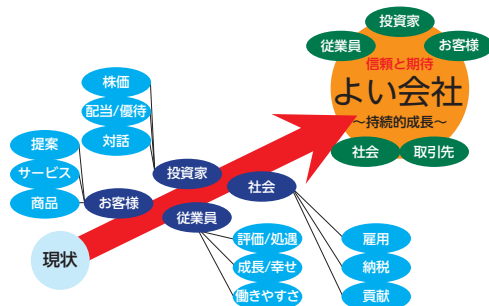 投資家
従業員
お客様
信頼と期待
よい会社
～持続的成長～
社会
取引先
株価
配当/優待
対話
投資家
提案
サービス
商品
お客様
社会
従業員
評価/処遇
成長/幸せ
働きやすさ
雇用
納税
貢献
現状